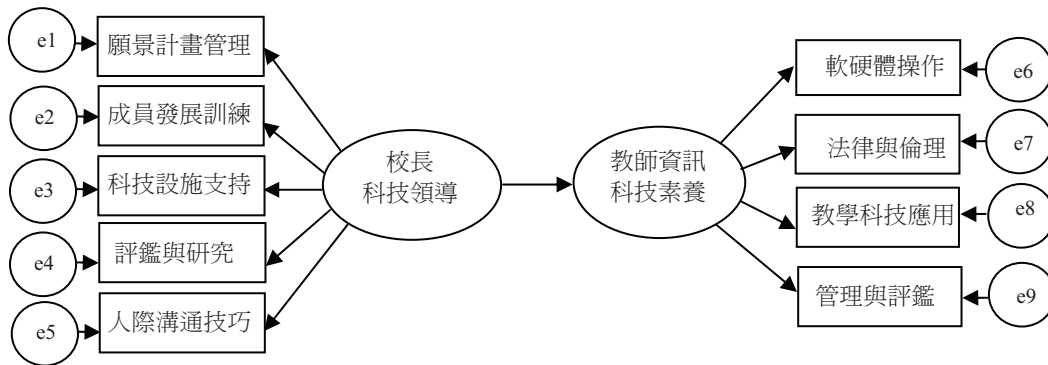 e1
願景計畫管理
e2
成員發展訓練
e3
科技設施支持
e4
評鑑與研究
e5
人際溝通技巧
校長
科技領導
教師資訊
科技素養
軟硬體操作
e6
法律與倫理
e7
教學科技應用
e8
管理與評鑑
e9